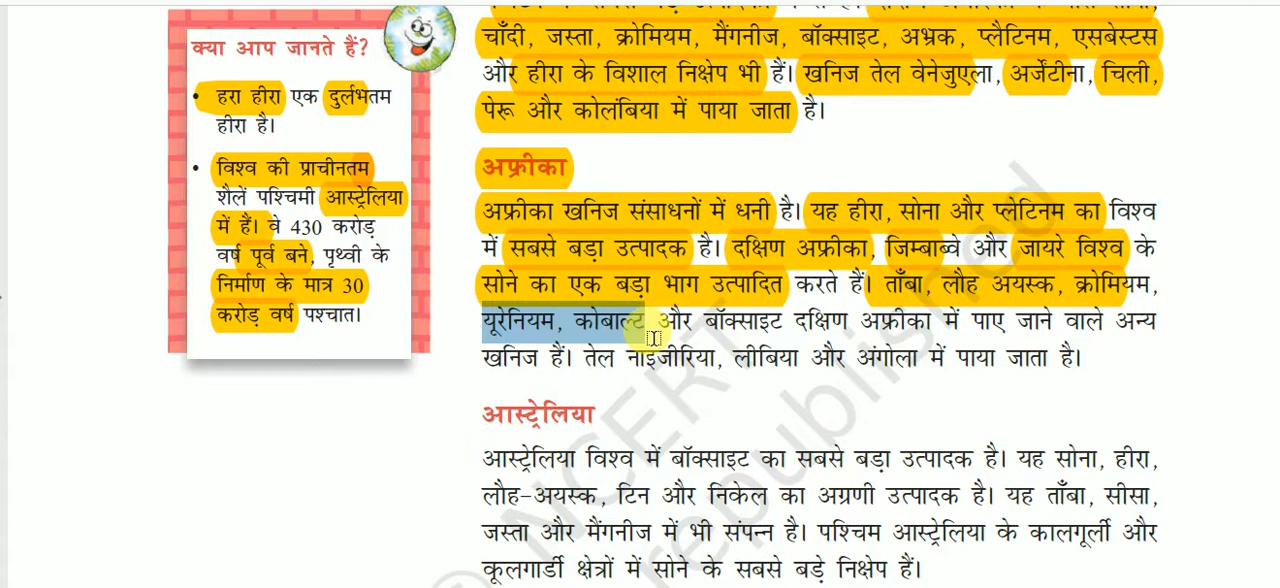 क्या आप जानते हैं?
• हरा हीरा एक दुर्लभतम
हीरा है।
• विश्व की प्राचीनतम
शैलें पश्चिमी आस्ट्रेलिया
में हैं। वे 430 करोड़
वर्ष पूर्व बने, पृथ्वी के
निर्माण के मात्र 30
करोड़ वर्ष पश्चात।
चाँदी, जस्ता, क्रोमियम, मैंगनीज, बॉक्साइट, अभ्रक, प्लैटिनम, एसबेस्टस
और हीरा के विशाल निक्षेप भी हैं। खनिज तेल वेनेजुएला, अर्जेंटीना, चिली,
पेरू और कोलंबिया में पाया जाता है।
अफ्रीका
अफ्रीका खनिज संसाधनों में धनी है। यह हीरा, सोना और प्लेटिनम का विश्व
में सबसे बड़ा उत्पादक है। दक्षिण अफ्रीका, जिम्बाब्वे और जायरे विश्व के
सोने का एक बड़ा भाग उत्पादित करते हैं। ताँबा, लौह अयस्क, क्रोमियम,
यूरेनियम, कोबाल्ट और बॉक्साइट दक्षिण अफ्रीका में पाए जाने वाले अन्य
खनिज हैं। तेल नाईजीरिया, लीबिया और अंगोला में पाया जाता है।
आस्ट्रेलिया
आस्ट्रेलिया विश्व में बॉक्साइट का सबसे बड़ा उत्पादक है। यह सोना, हीरा,
लौह-अयस्क, टिन और निकेल का अग्रणी उत्पादक है। यह ताँबा, सीसा,
जस्ता और मैंगनीज में भी संपन्न है। पश्चिम आस्ट्रेलिया के कालगूर्ली और
कूलगार्डी क्षेत्रों में सोने के सबसे बड़े निक्षेप हैं।
© NCERT
republished